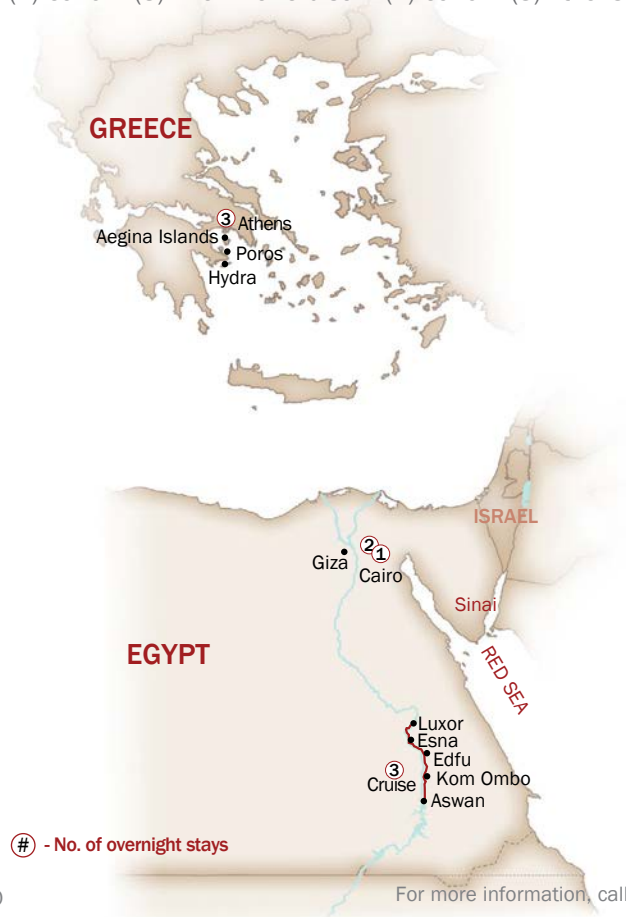 GREECE
3 Athens
Aegina Islands
Poros
Hydra
ISRAEL
2
1
Giza
Cairo
Sinai
EGYPT
RED SEA
Luxor
Esna
Edfu
3
Kom Ombo
Cruise
Aswan
# - No. of overnight stays
For more information, call